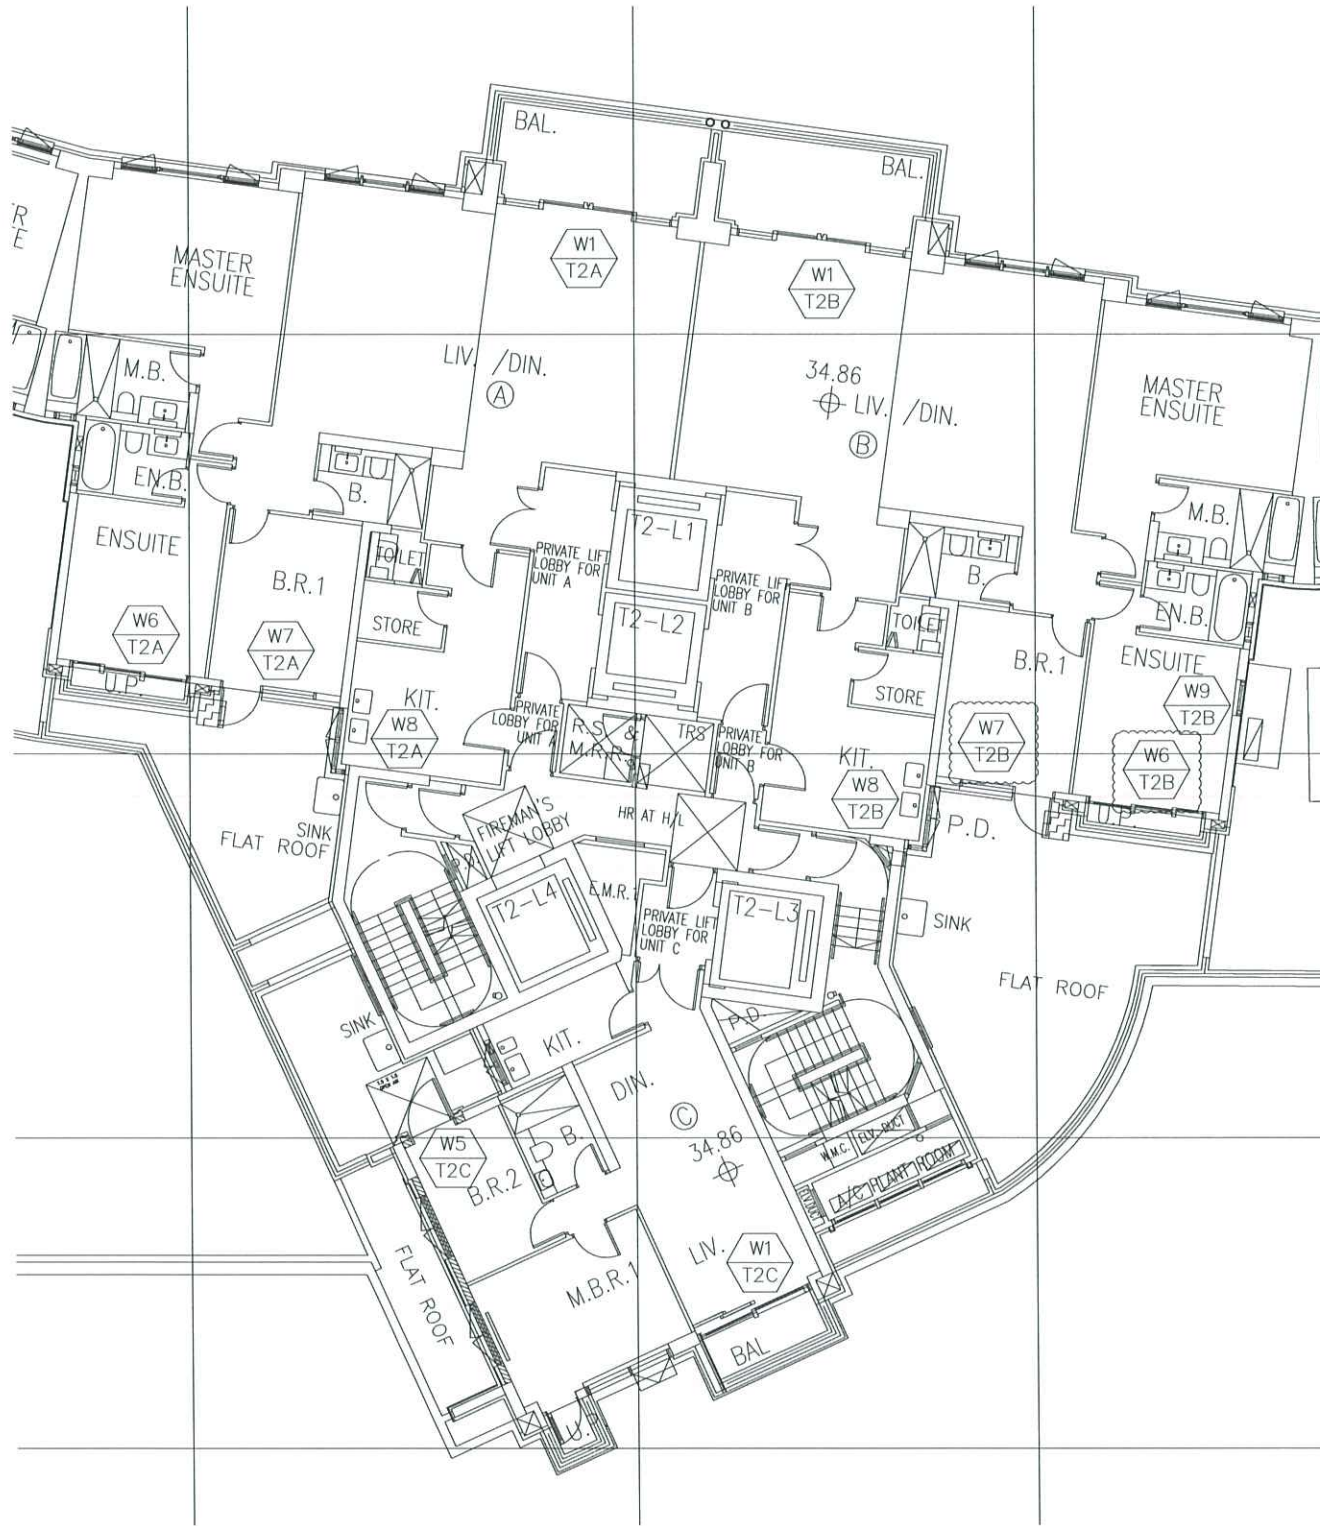 BAL.
BAL.
MASTER
ENSUITE
W1
T2A
W1
T2B
LIV. /DIN.
A
34.86
LIV. /DIN.
B
MASTER
ENSUITE
M.B.
EN.B.
B.
ENSUITE
B.R.1
TOILET
STORE
W6
T2A
W7
T2A
U.P.
KIT.
W8
T2A
PRIVATE LIFT
LOBBY FOR
UNIT A
T2-L1
T2-L2
PRIVATE LIFT
LOBBY FOR
UNIT B
M.B.
B.
EN.B.
TOILET
STORE
B.R.1
ENSUITE
W9
T2B
W7
T2B
W6
T2B
U.P.
KIT.
W8
T2B
PRIVATE
LOBBY FOR
UNIT A
R.S. &
M.R.R.
TRS
PRIVATE
LOBBY FOR
UNIT B
SINK
FLAT ROOF
FIREMAN'S
LIFT LOBBY
P.D.
HR AT H/L
P.D.
T2-L4
E.M.R.
PRIVATE LIFT
LOBBY FOR
UNIT C
T2-L3
SINK
FLAT ROOF
SINK
KIT.
P.D.
DIN.
C
34.86
W5
T2C
B.R.2
B.
W.M.C.
ELV. DUCT
A/C PLANT ROOM
FLAT ROOF
M.B.R.1
LIV.
W1
T2C
BAL
U.P.